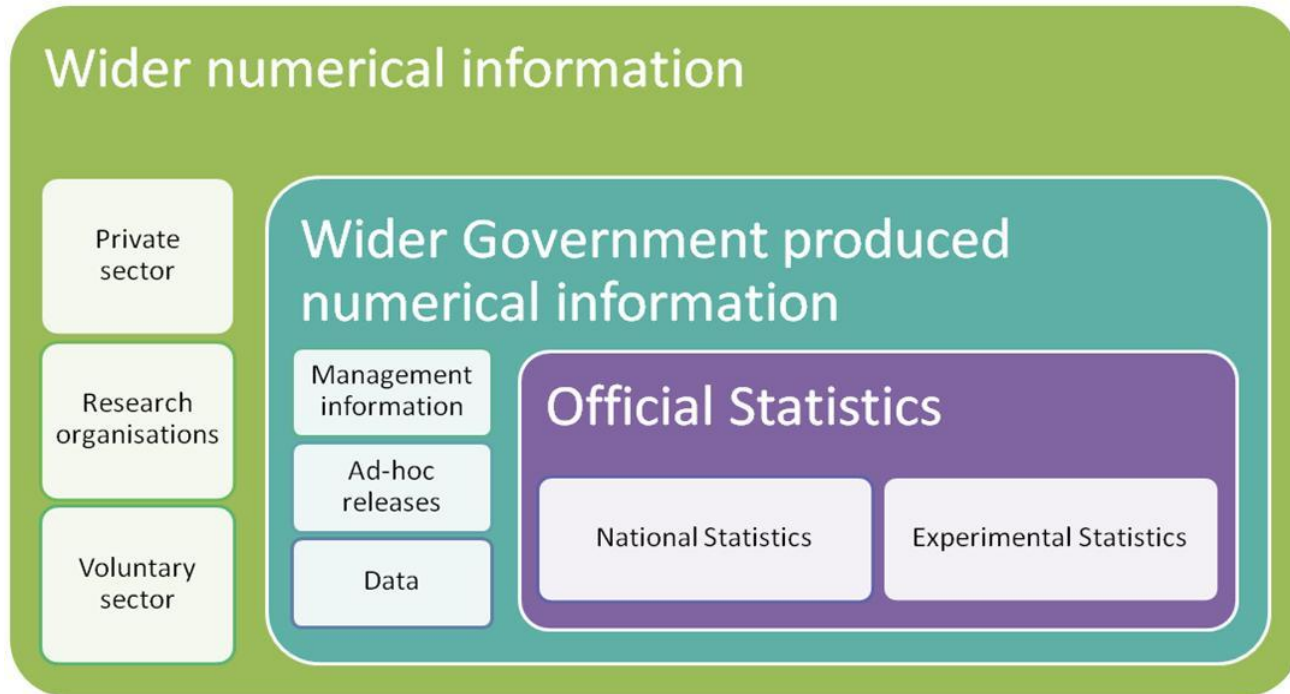 Wider numerical information
Private
sector
Research
organisations
Voluntary
sector
Wider Government produced
numerical information
Management
information
Ad-hoc
releases
Data
Official Statistics
National Statistics
Experimental Statistics